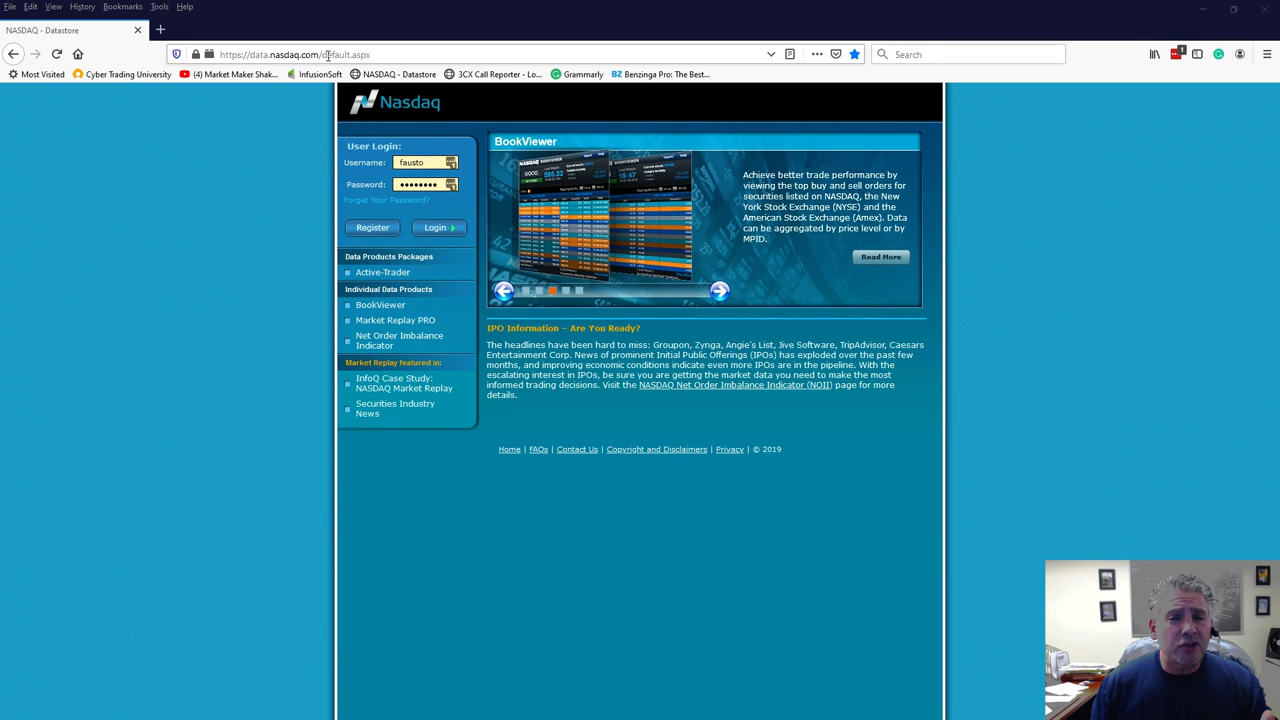 File Edit View History Bookmarks Tools Help
NASDAQ - Datastore
https://data.nasdaq.com/default.aspx
Search
1
Most Visited Cyber Trading University (4) Market Maker Shak... InfusionSoft NASDAQ - Datastore 3CX Call Reporter - Lo... Grammarly BZ Benzinga Pro: The Best...
Nasdaq
User Login:
Username: fausto
Password: ••••••••
Forget Your Password?
Register Login
Data Products Packages
Active-Trader
Individual Data Products
BookViewer
Market Replay PRO
Net Order Imbalance
Indicator
Market Replay featured in:
InfoQ Case Study:
NASDAQ Market Replay
Securities Industry
News
BookViewer
Achieve better trade performance by
viewing the top buy and sell orders for
securities listed on NASDAQ, the New
York Stock Exchange (NYSE) and the
American Stock Exchange (Amex). Data
can be aggregated by price level or by
MPID.
Read More
IPO Information – Are You Ready?
The headlines have been hard to miss: Groupon, Zynga, Angie's List, Jive Software, TripAdvisor, Caesars
Entertainment Corp. News of prominent Initial Public Offerings (IPOs) has exploded over the past few
months, and improving economic conditions indicate even more IPOs are in the pipeline. With the
escalating interest in IPOs, be sure you are getting the market data you need to make the most
informed trading decisions. Visit the NASDAQ Net Order Imbalance Indicator (NOII) page for more
details.
Home | FAQs | Contact Us | Copyright and Disclaimers | Privacy | © 2019